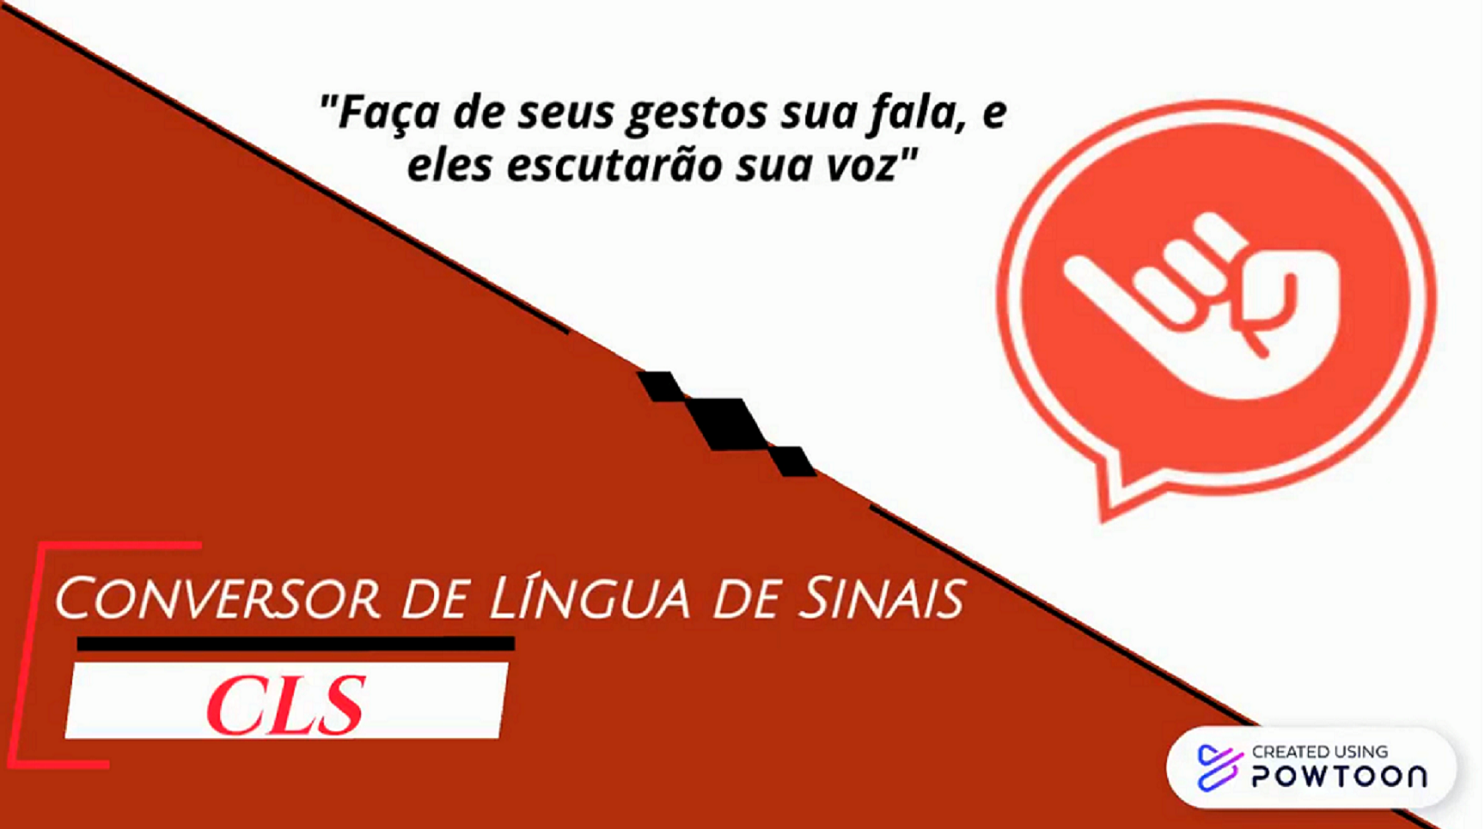 "Faça de seus gestos sua fala, e
eles escutarão sua voz"
Conversor de Língua de Sinais
CLS
CREATED USING
POWTOON